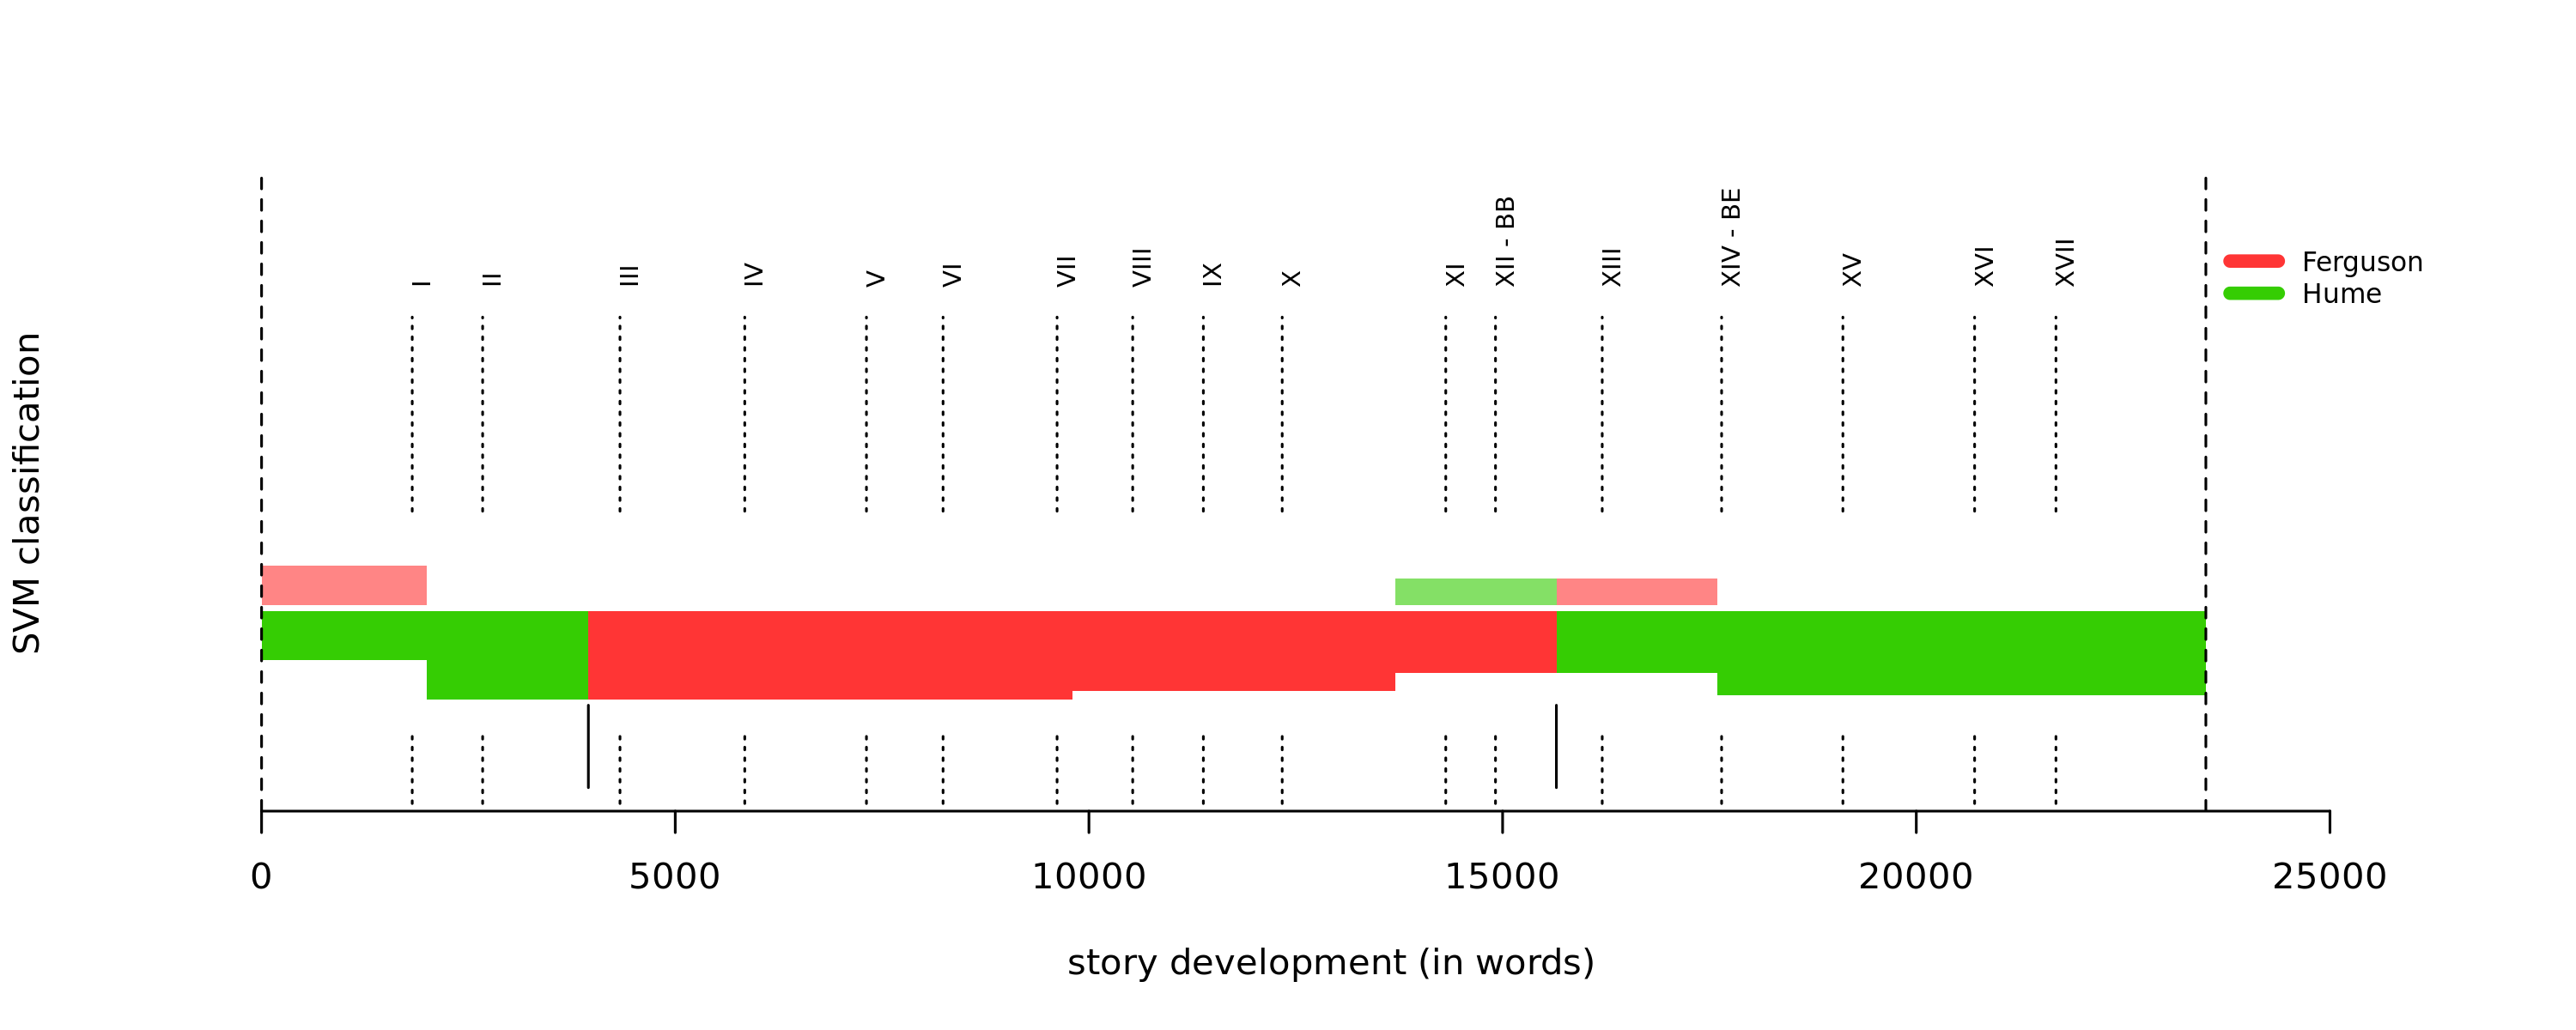 I
II
III
IV
V
VI
VII
VIII
IX
X
XI
XII - BB
XIII
XIV - BE
XV
XVI
XVII
Ferguson
Hume
SVM classification
0
5000
10000
15000
20000
25000
story development (in words)